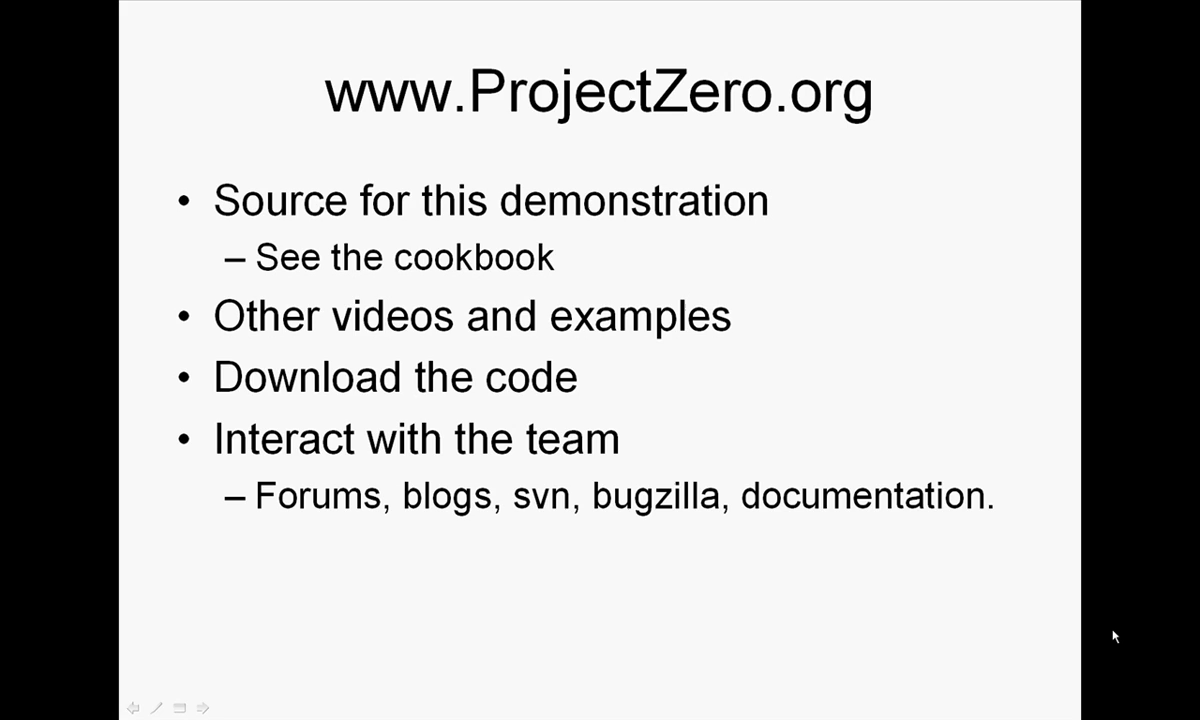 www.ProjectZero.org
• Source for this demonstration
– See the cookbook
• Other videos and examples
• Download the code
• Interact with the team
– Forums, blogs, svn, bugzilla, documentation.